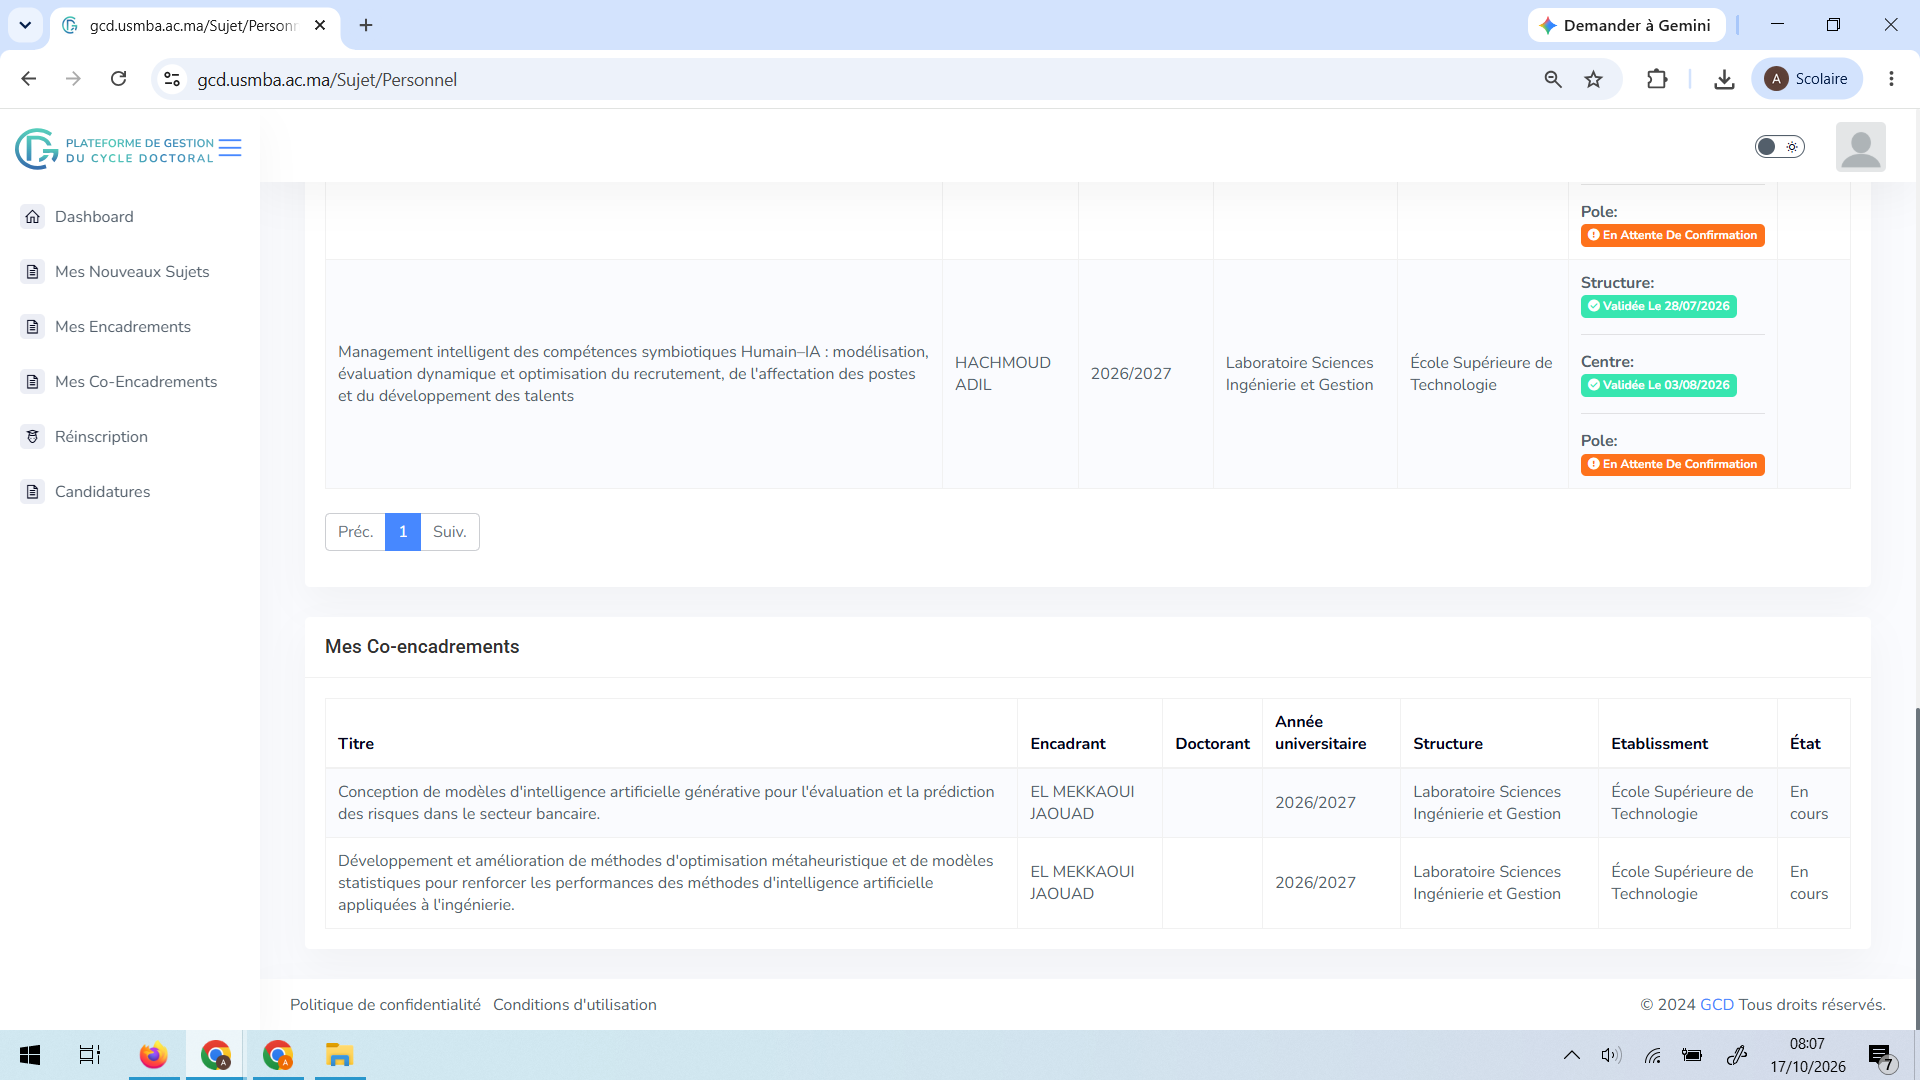 gcd.usmba.ac.ma/Sujet/Personn
Demander à Gemini
gcd.usmba.ac.ma/Sujet/Personnel
A
Scolaire
PLATEFORME DE GESTION
DU CYCLE DOCTORAL
Dashboard
Mes Nouveaux Sujets
Mes Encadrements
Mes Co-Encadrements
Réinscription
Candidatures
Pole:
En Attente De Confirmation
Management intelligent des compétences symbiotiques Humain–IA : modélisation,
évaluation dynamique et optimisation du recrutement, de l'affectation des postes
et du développement des talents
HACHMOUD
ADIL
2026/2027
Laboratoire Sciences
Ingénierie et Gestion
École Supérieure de
Technologie
Structure:
Validée Le 28/07/2026
Centre:
Validée Le 03/08/2026
Pole:
En Attente De Confirmation
Préc.
1
Suiv.
Mes Co-encadrements
Titre
Encadrant
Doctorant
Année
universitaire
Structure
Etablissment
État
Conception de modèles d'intelligence artificielle générative pour l'évaluation et la prédiction
des risques dans le secteur bancaire.
EL MEKKAOUI
JAOUAD
2026/2027
Laboratoire Sciences
Ingénierie et Gestion
École Supérieure de
Technologie
En
cours
Développement et amélioration de méthodes d'optimisation métaheuristique et de modèles
statistiques pour renforcer les performances des méthodes d'intelligence artificielle
appliquées à l'ingénierie.
EL MEKKAOUI
JAOUAD
2026/2027
Laboratoire Sciences
Ingénierie et Gestion
École Supérieure de
Technologie
En
cours
Politique de confidentialité
Conditions d'utilisation
© 2024 GCD Tous droits réservés.
A
A
08:07
17/10/2026
7